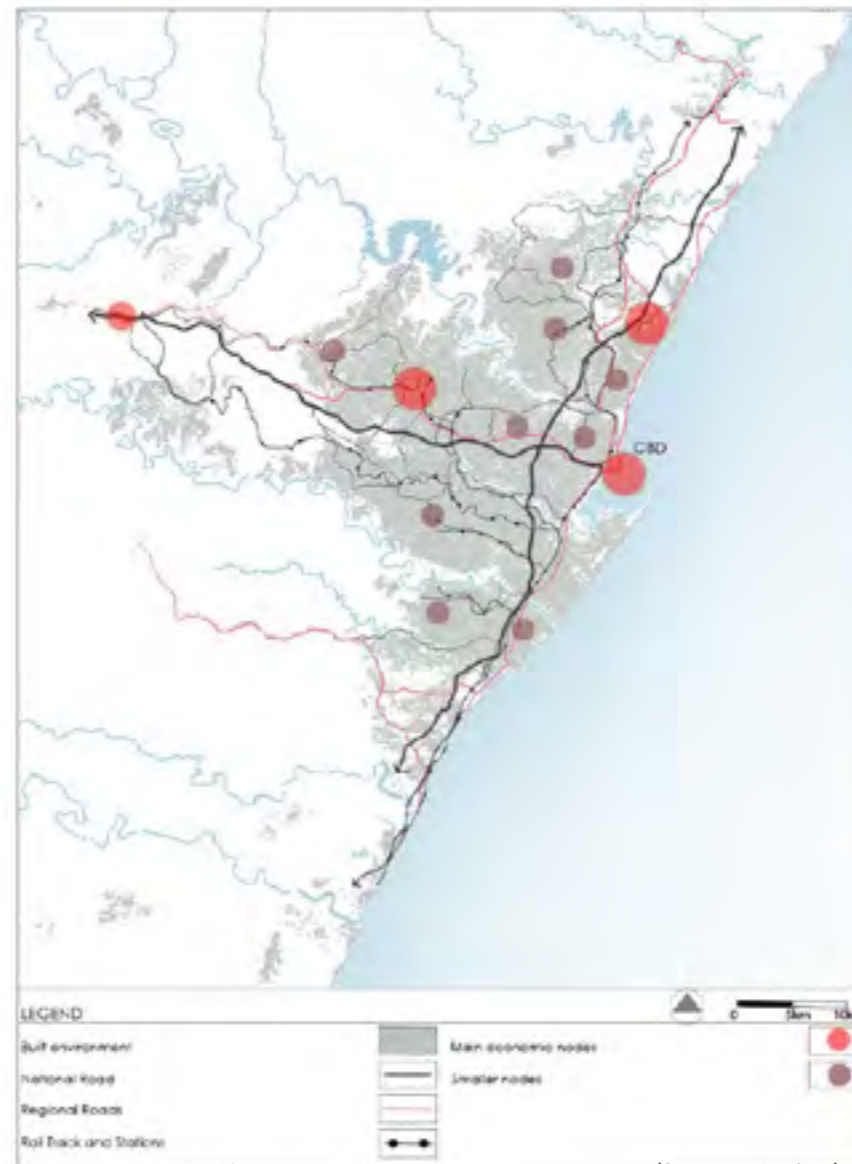 CBD
LEGEND
0 5km 10k
Built environment
Main economic nodes
National Road
Smaller nodes
Regional Roads
Rail Track and Stations